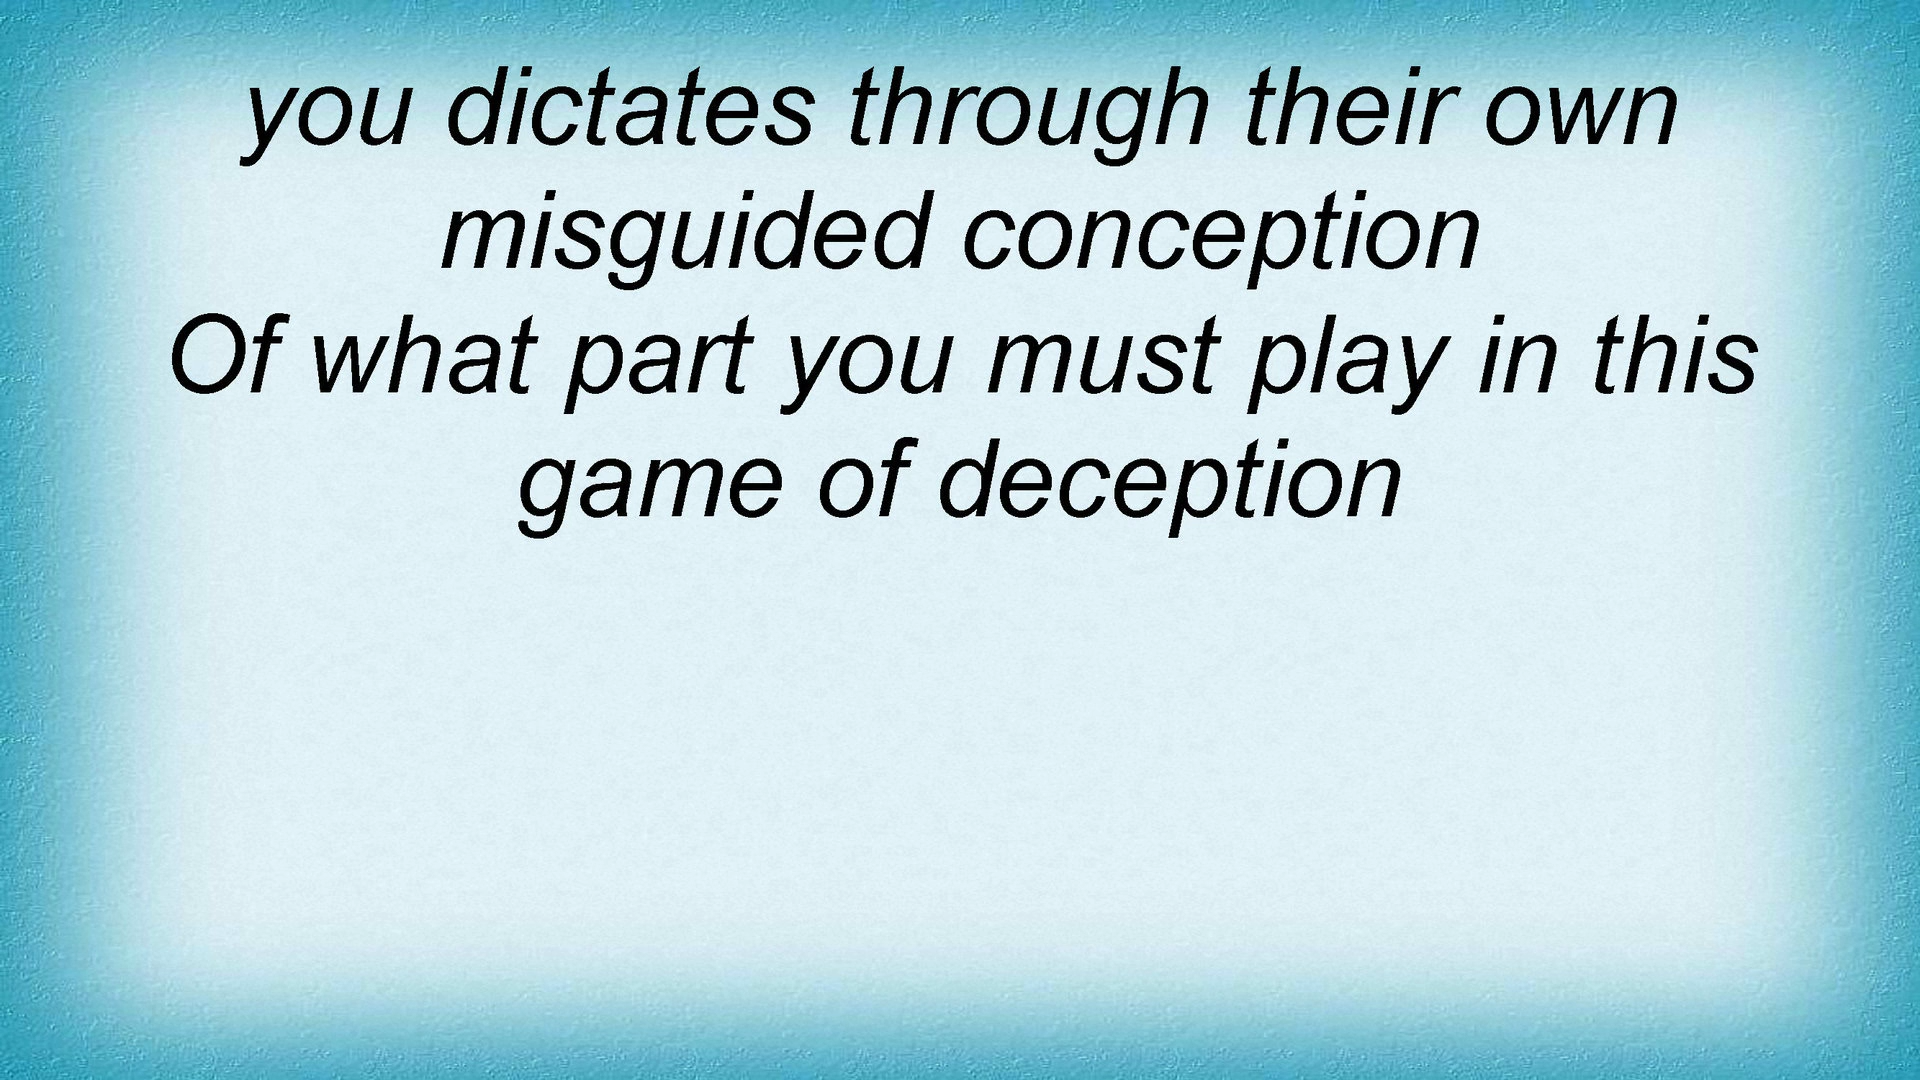 you dictates through their own
misguided conception
Of what part you must play in this
game of deception